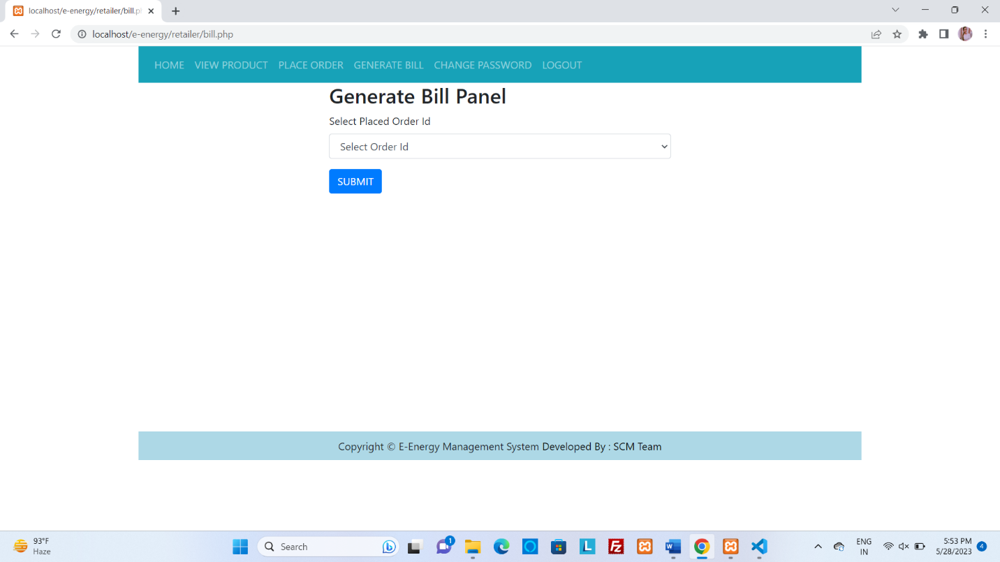 localhost/e-energy/retailer/bill.p
localhost/e-energy/retailer/bill.php
HOME VIEW PRODUCT PLACE ORDER GENERATE BILL CHANGE PASSWORD LOGOUT
Generate Bill Panel
Select Placed Order Id
Select Order Id
SUBMIT
Copyright © E-Energy Management System Developed By : SCM Team
93°F
Haze
Search
1
L
FZ
W
ENG
IN
5:53 PM
5/28/2023
4